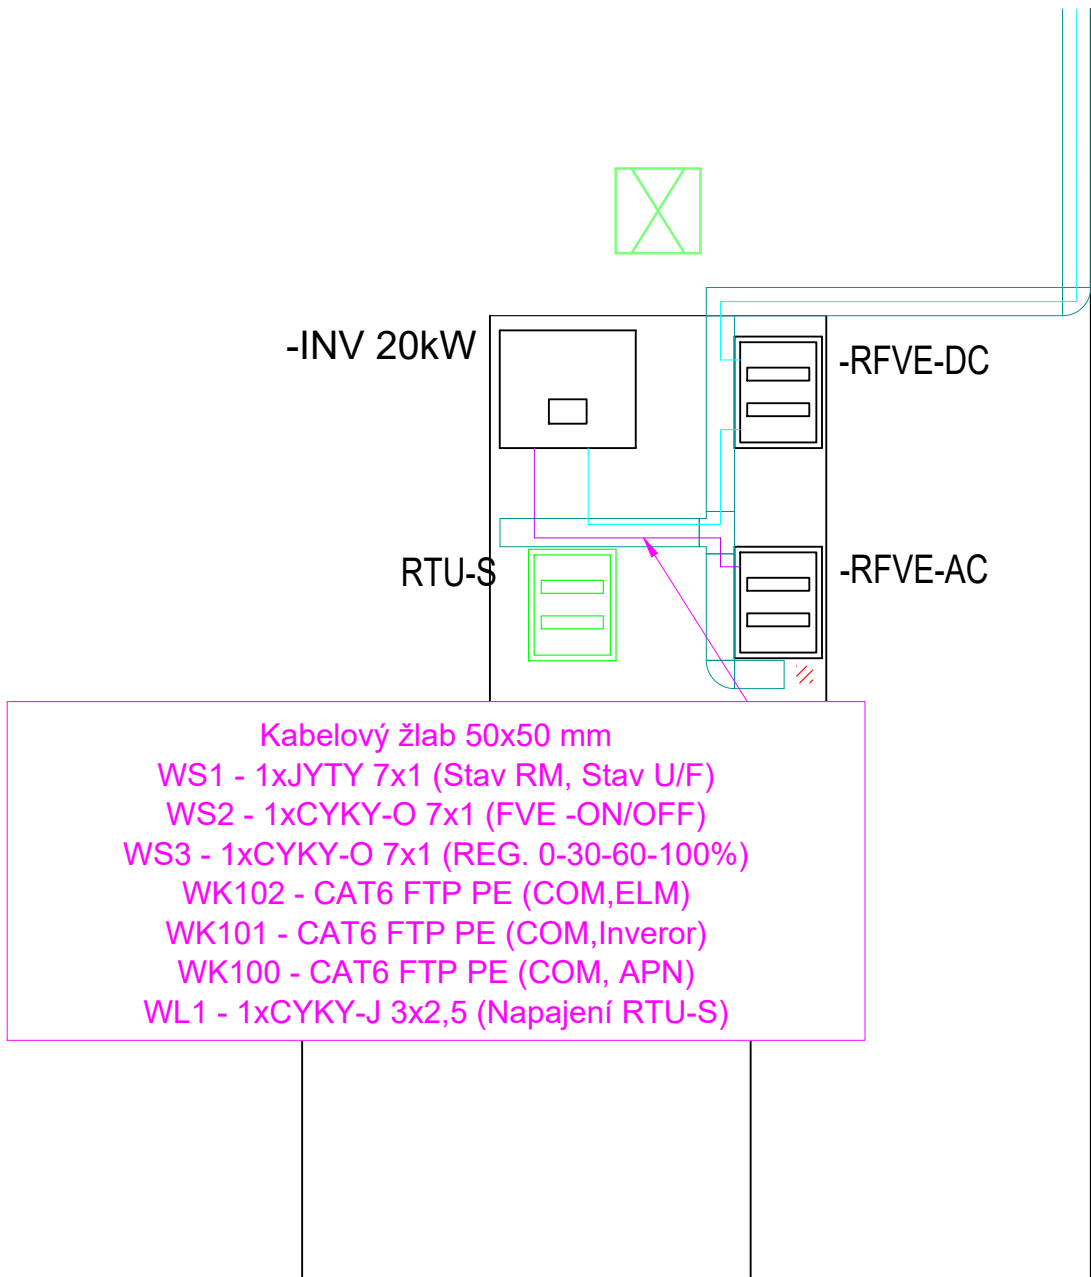 -INV 20kW
-RFVE-DC
RTU-S
-RFVE-AC
Kabelový žlab 50x50 mm
WS1 - 1xJYTY 7x1 (Stav RM, Stav U/F)
WS2 - 1xCYKY-O 7x1 (FVE -ON/OFF)
WS3 - 1xCYKY-O 7x1 (REG. 0-30-60-100%)
WK102 - CAT6 FTP PE (COM,ELM)
WK101 - CAT6 FTP PE (COM,Inveror)
WK100 - CAT6 FTP PE (COM, APN)
WL1 - 1xCYKY-J 3x2,5 (Napajení RTU-S)